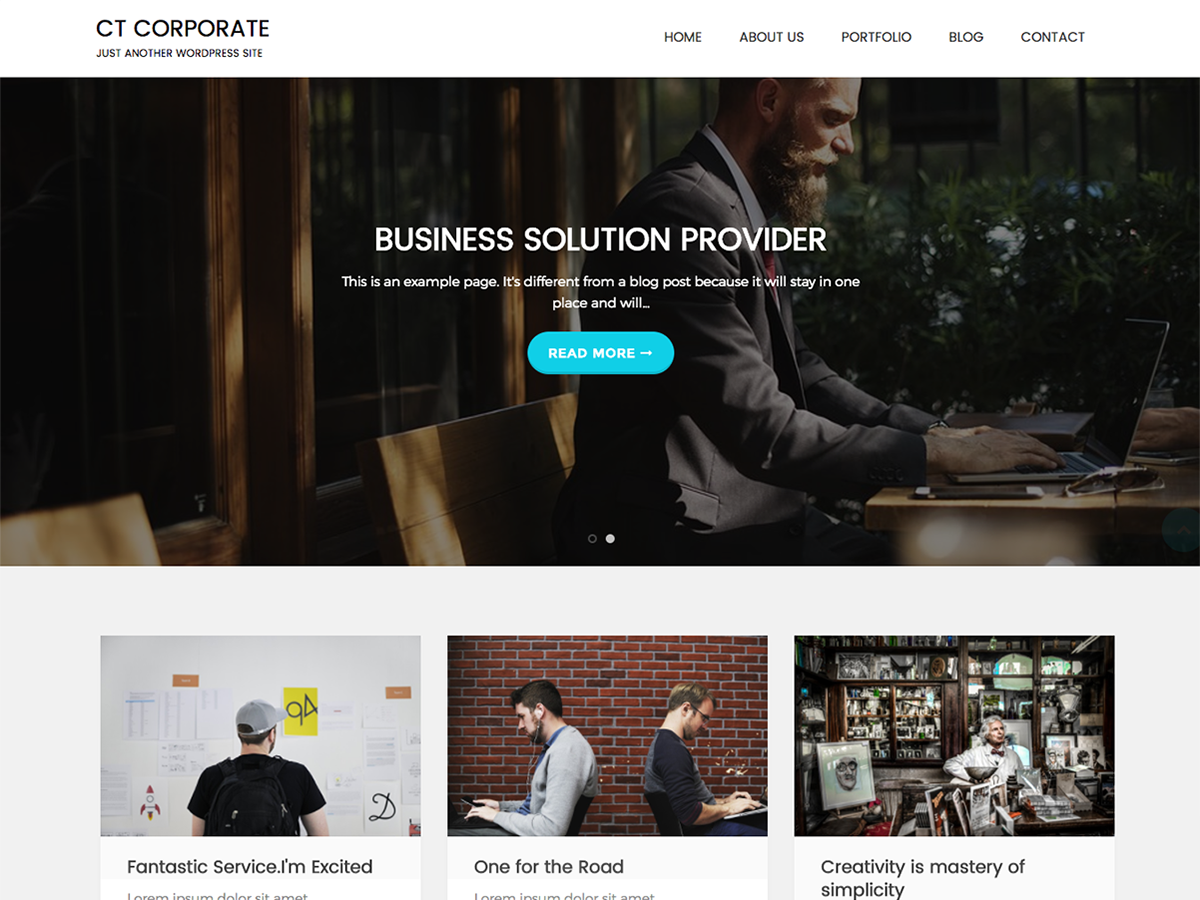 CT CORPORATE
JUST ANOTHER WORDPRESS SITE
HOME ABOUT US PORTFOLIO BLOG CONTACT
BUSINESS SOLUTION PROVIDER
This is an example page. It's different from a blog post because it will stay in one
place and will...
READ MORE →
94
D
Fantastic Service.I'm Excited
Lorem ipsum dolor sit amet
One for the Road
Lorem ipsum dolor sit amet
Creativity is mastery of
simplicity